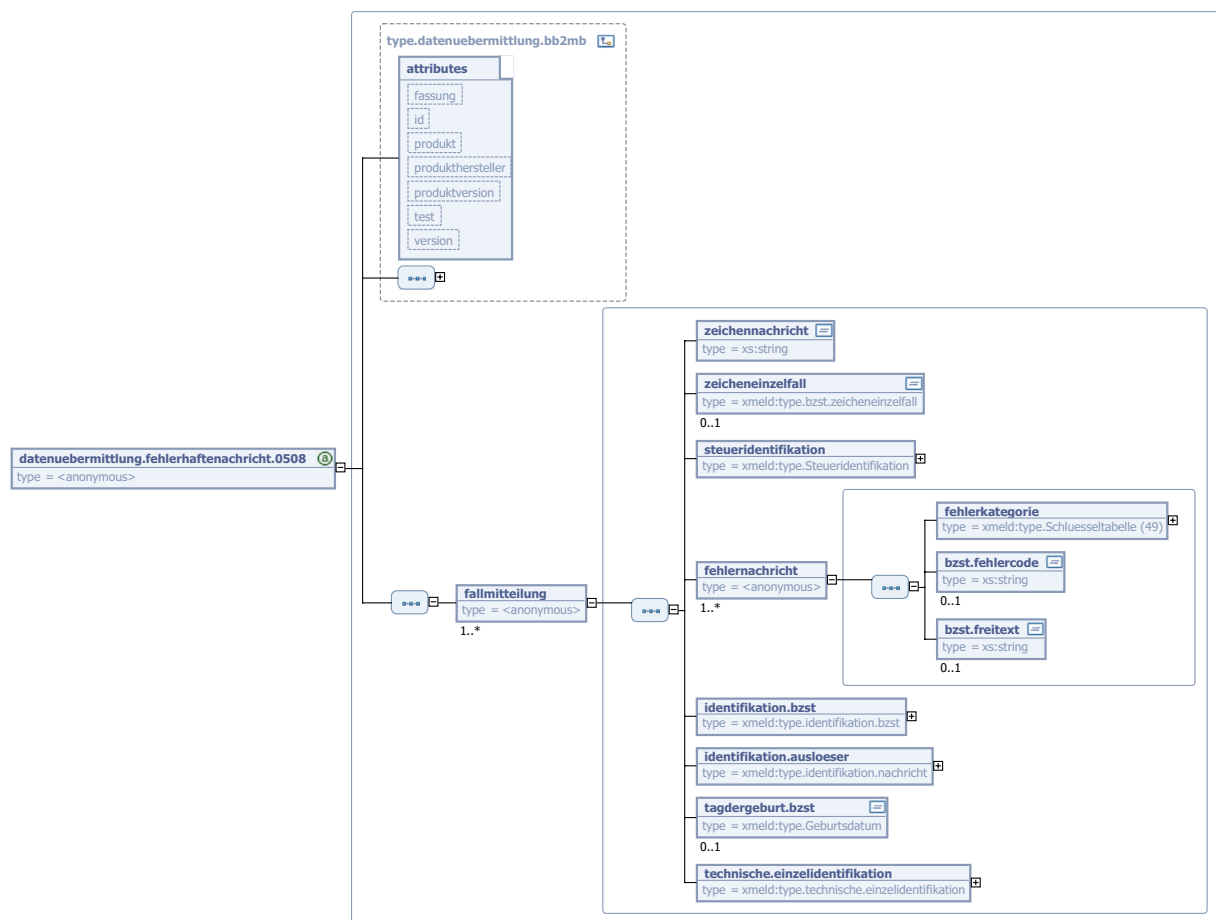 type.datenuebermittlung.bb2mb
attributes
fassung
id
produkt
produkthersteller
produktversion
test
version
datenuebermittlung.fehlerhaftenachricht.0508
a
type = <anonymous>
fallmitteilung
type = <anonymous>
1..*
zeichennachricht
type = xs:string
zeicheneinzelfall
type = xmeld:type.bzst.zeicheneinzelfall
0..1
steueridentifikation
type = xmeld:type.Steueridentifikation
fehlernachricht
type = <anonymous>
1..*
fehlerkategorie
type = xmeld:type.Schluesseltabelle (49)
bzst.fehlercode
type = xs:string
0..1
bzst.freitext
type = xs:string
0..1
identifikation.bzst
type = xmeld:type.identifikation.bzst
identifikation.ausloeser
type = xmeld:type.identifikation.nachricht
tagdergeburt.bzst
type = xmeld:type.Geburtsdatum
0..1
technische.einzelidentifikation
type = xmeld:type.technische.einzelidentifikation